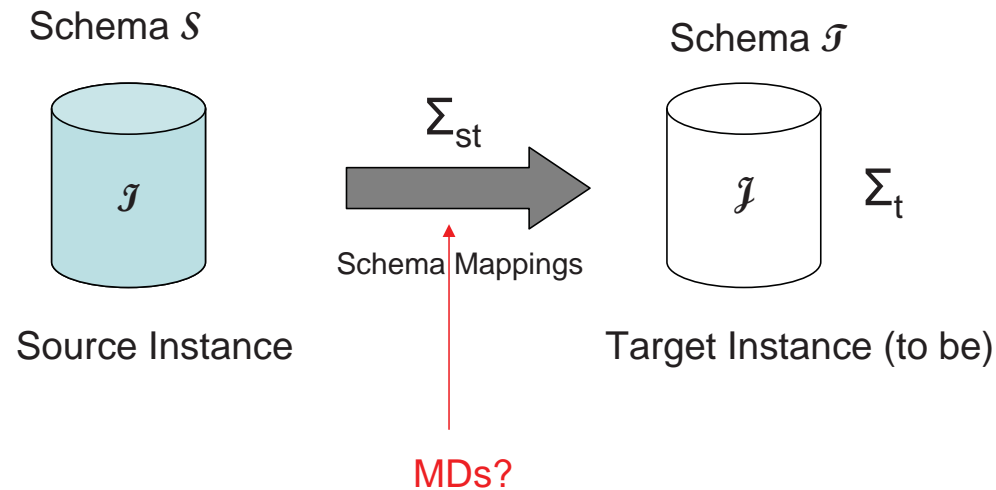 Schema 𝒮
Schema 𝒯
Σst
ℐ
𝒥
Σt
Schema Mappings
Source Instance
Target Instance (to be)
MDs?